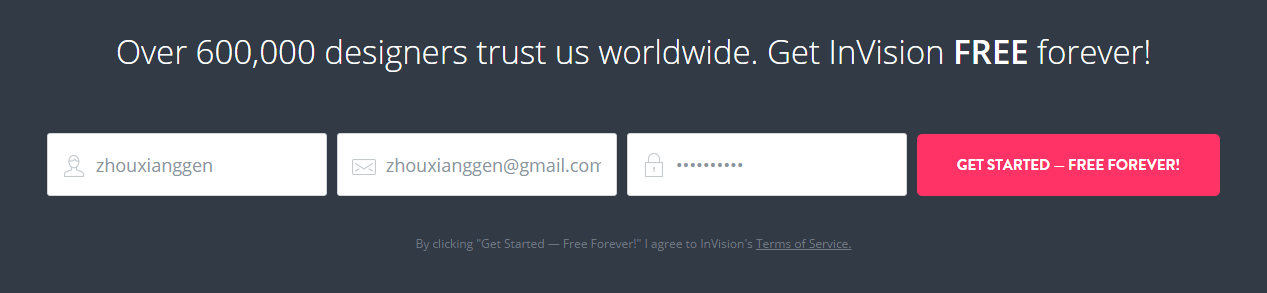 Over 600,000 designers trust us worldwide. Get InVision FREE forever!
zhouxianggen
zhouxianggen@gmail.com
••••••••••
GET STARTED — FREE FOREVER!
By clicking "Get Started — Free Forever!" I agree to InVision's Terms of Service.